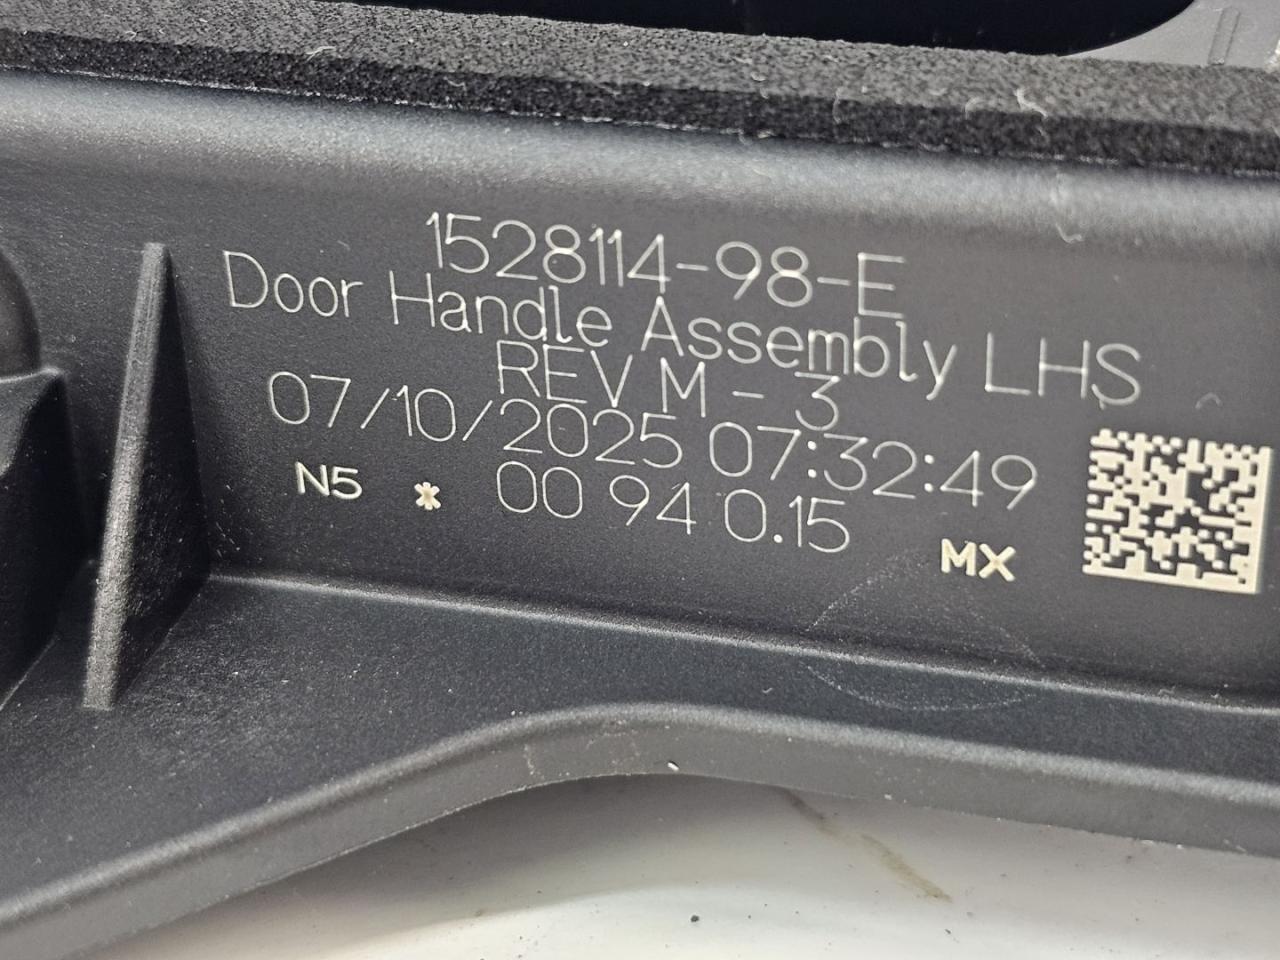 1528114-98-E
Door Handle Assembly LHS
REV M - 3
07/10/2025 07:32:49
N5 * 00 94 0.15
MX